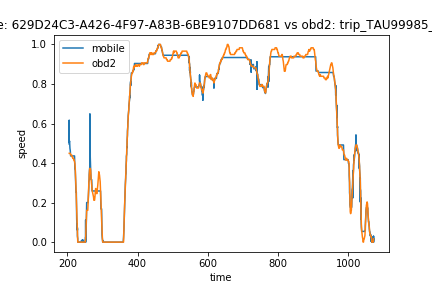 e: 629D24C3-A426-4F97-A83B-6BE9107DD681 vs obd2: trip_TAU99985_
mobile
obd2
1.0
0.8
0.6
0.4
0.2
0.0
speed
200 400 600 800 1000
time